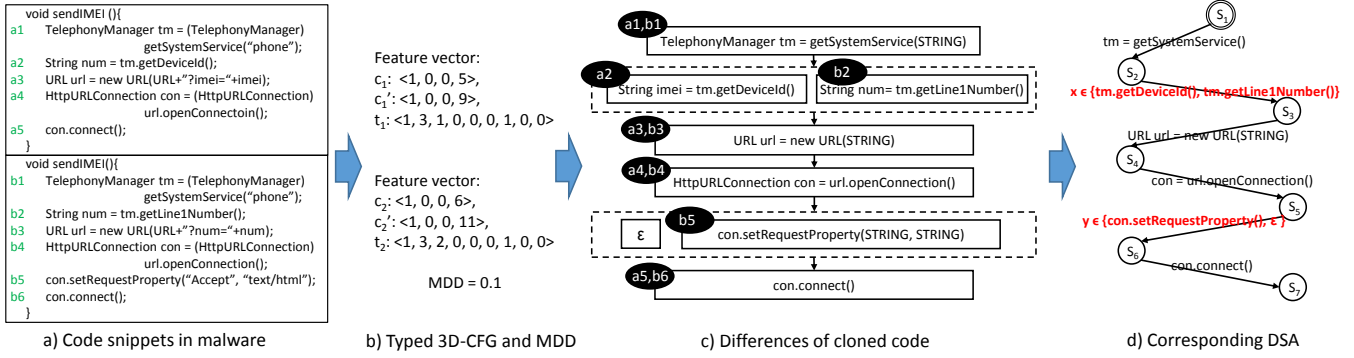 void sendIMEI (){
a1 TelephonyManager tm = (TelephonyManager)
getSystemService(“phone”);
a2 String num = tm.getDeviceId();
a3 URL url = new URL(URL+”?imei=“+imei);
a4 HttpURLConnection con = (HttpURLConnection)
url.openConnectoin();
a5 con.connect();
}
void sendIMEI(){
b1 TelephonyManager tm = (TelephonyManager)
getSystemService(“phone”);
b2 String num = tm.getLine1Number();
b3 URL url = new URL(URL+”?num=“+num);
b4 HttpURLConnection con = (HttpURLConnection)
url.openConnection();
b5 con.setRequestProperty(“Accept”, “text/html”);
b6 con.connect();
}
a) Code snippets in malware
Feature vector:
c₁: <1, 0, 0, 5>,
c₁’: <1, 0, 0, 9>,
t₁: <1, 3, 1, 0, 0, 0, 1, 0, 0>
Feature vector:
c₂: <1, 0, 0, 6>,
c₂’: <1, 0, 0, 11>,
t₂: <1, 3, 2, 0, 0, 0, 1, 0, 0>
MDD = 0.1
b) Typed 3D-CFG and MDD
a1,b1
TelephonyManager tm = getSystemService(STRING)
a2
String imei = tm.getDeviceId()
b2
String num= tm.getLine1Number()
a3,b3
URL url = new URL(STRING)
a4,b4
HttpURLConnection con = url.openConnection()
ε
b5
con.setRequestProperty(STRING, STRING)
a5,b6
con.connect()
c) Differences of cloned code
S₁
tm = getSystemService()
S₂
x ϵ {tm.getDeviceId(), tm.getLine1Number()}
S₃
URL url = new URL(STRING)
S₄
con = url.openConnection()
S₅
y ϵ {con.setRequestProperty(), ε }
S₆
con.connect()
S₇
d) Corresponding DSA